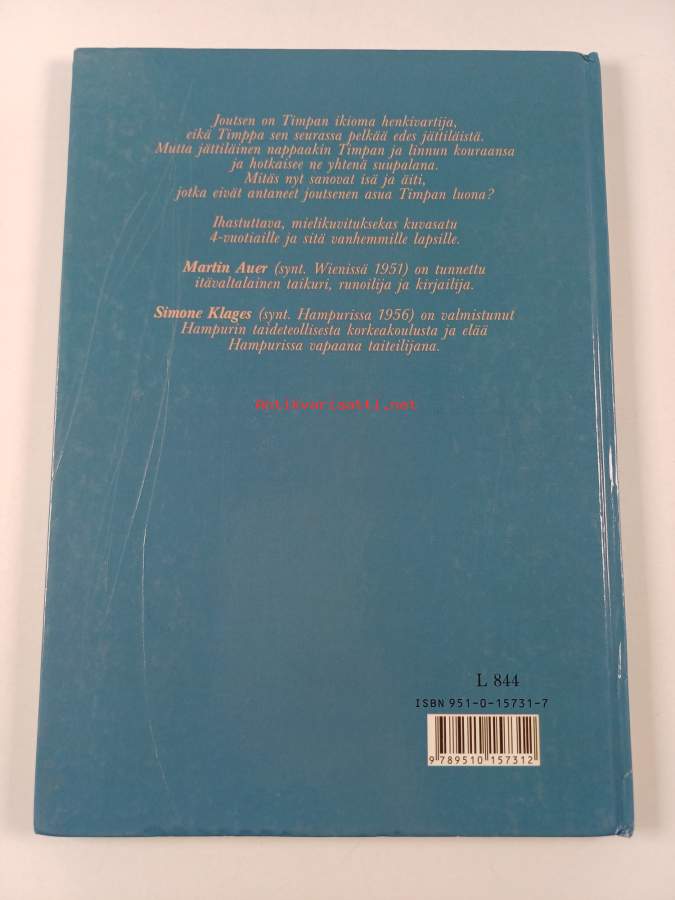 Joutsen on Timpan ikioma henkivartija,
eikä Timppa sen seurassa pelkää edes jättiläistä.
Mutta jättiläinen nappaakin Timpan ja linnun kouraansa
ja hotkaisee ne yhtenä suupalana.
Mitäs nyt sanovat isä ja äiti,
jotka eivät antaneet joutsenen asua Timpan luona?
Ihastuttava, mielikuvituksekas kuvasatu
4-vuotiaille ja sitä vanhemmille lapsille.
Martin Auer (synt. Wienissä 1951) on tunnettu
itävaltalainen taikuri, runoilija ja kirjailija.
Simone Klages (synt. Hampurissa 1956) on valmistunut
Hampurin taideteollisesta korkeakoulusta ja elää
Hampurissa vapaana taiteilijana.
Antikvariaatti.net
L 844
ISBN 951-0-15731-7
9 789510 157312